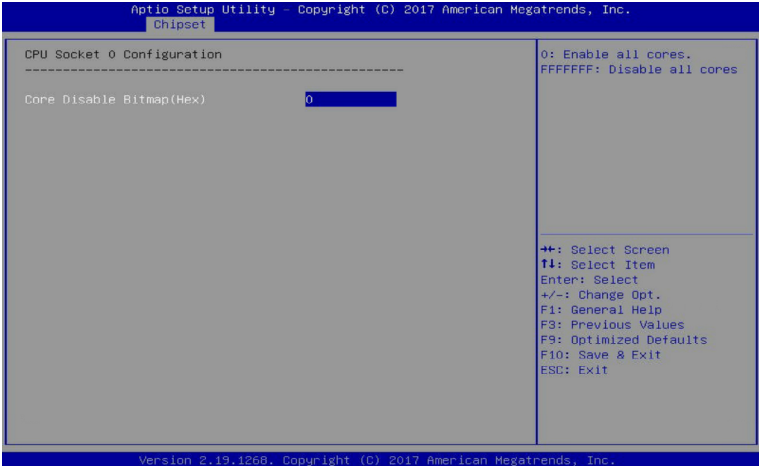 Aptio Setup Utility – Copyright (C) 2017 American Megatrends, Inc.
Chipset
CPU Socket 0 Configuration
--------------------------------------------------
Core Disable Bitmap(Hex) 0
0: Enable all cores.
FFFFFFF: Disable all cores
→←: Select Screen
↑↓: Select Item
Enter: Select
+/-: Change Opt.
F1: General Help
F3: Previous Values
F9: Optimized Defaults
F10: Save & Exit
ESC: Exit
Version 2.19.1268. Copyright (C) 2017 American Megatrends, Inc.